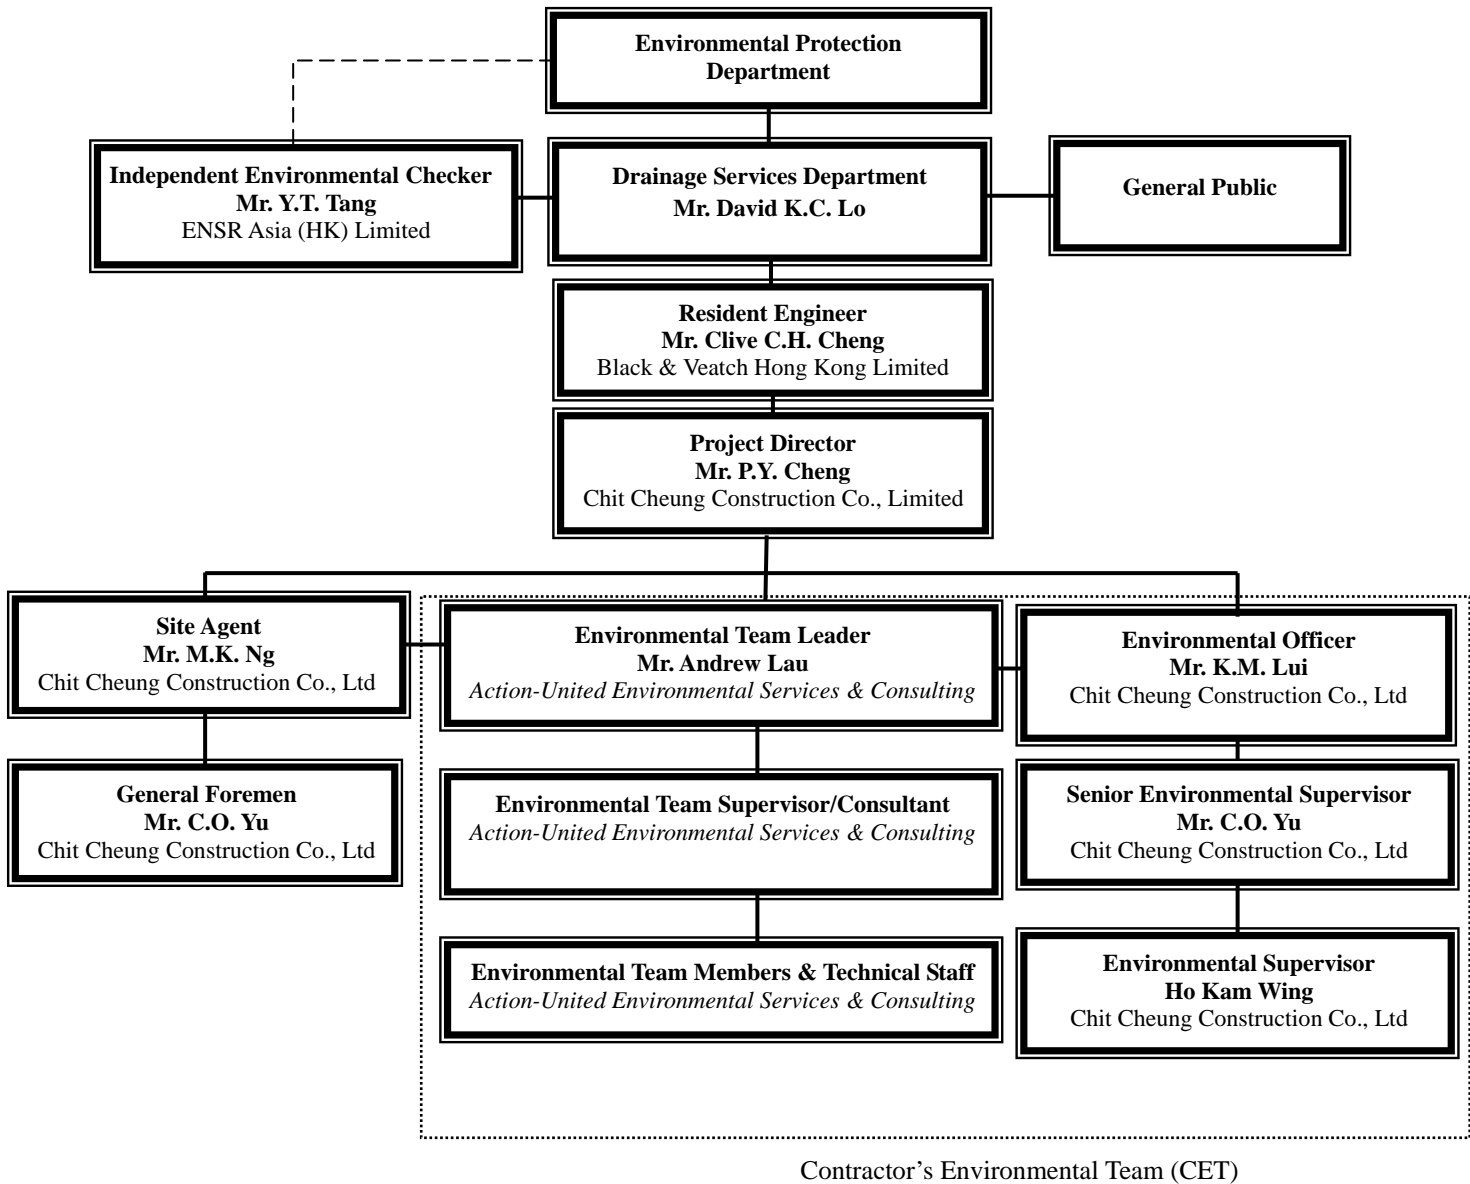 Environmental Protection
Department
Independent Environmental Checker
Mr. Y.T. Tang
ENSR Asia (HK) Limited
Drainage Services Department
Mr. David K.C. Lo
General Public
Resident Engineer
Mr. Clive C.H. Cheng
Black & Veatch Hong Kong Limited
Project Director
Mr. P.Y. Cheng
Chit Cheung Construction Co., Limited
Site Agent
Mr. M.K. Ng
Chit Cheung Construction Co., Ltd
Environmental Team Leader
Mr. Andrew Lau
Action-United Environmental Services & Consulting
Environmental Officer
Mr. K.M. Lui
Chit Cheung Construction Co., Ltd
General Foremen
Mr. C.O. Yu
Chit Cheung Construction Co., Ltd
Environmental Team Supervisor/Consultant
Action-United Environmental Services & Consulting
Senior Environmental Supervisor
Mr. C.O. Yu
Chit Cheung Construction Co., Ltd
Environmental Team Members & Technical Staff
Action-United Environmental Services & Consulting
Environmental Supervisor
Ho Kam Wing
Chit Cheung Construction Co., Ltd
Contractor’s Environmental Team (CET)